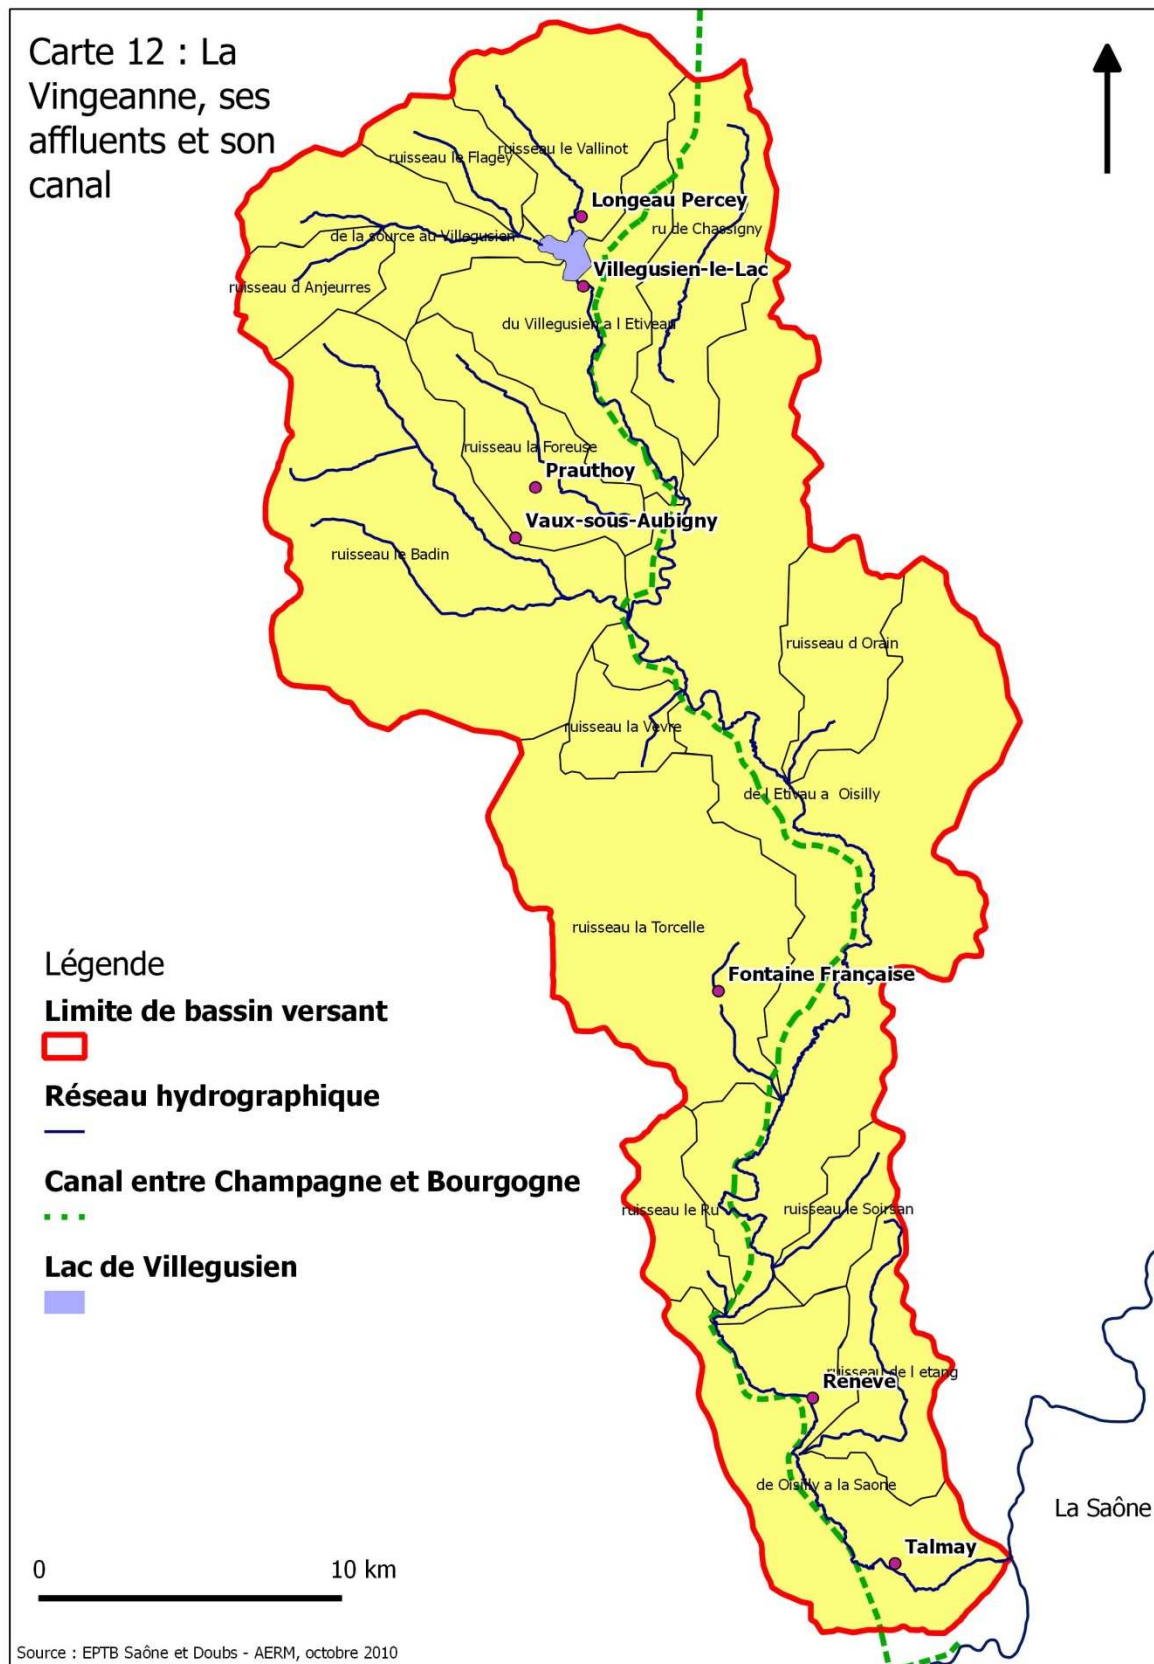 Carte 12 : La
Vingeanne, ses
affluents et son
canal
ruisseau le Vallinot
ruisseau le Flagey
Longeau Percey
ru de Chassigny
de la source au Villegusien
Villegusien-le-Lac
ruisseau d Anjeurres
du Villegusien a l Etiveau
ruisseau la Foreuse
Prauthoy
Vaux-sous-Aubigny
ruisseau le Badin
ruisseau d Orain
ruisseau la Vevre
de l Etivau a Oisilly
ruisseau la Torcelle
Fontaine Française
Légende
Limite de bassin versant
Réseau hydrographique
Canal entre Champagne et Bourgogne
Lac de Villegusien
ruisseau le Ru
ruisseau le Soirsan
ruisseau de l etang
Renève
de Oisilly a la Saone
La Saône
Talmay
0 10 km
Source : EPTB Saône et Doubs - AERM, octobre 2010